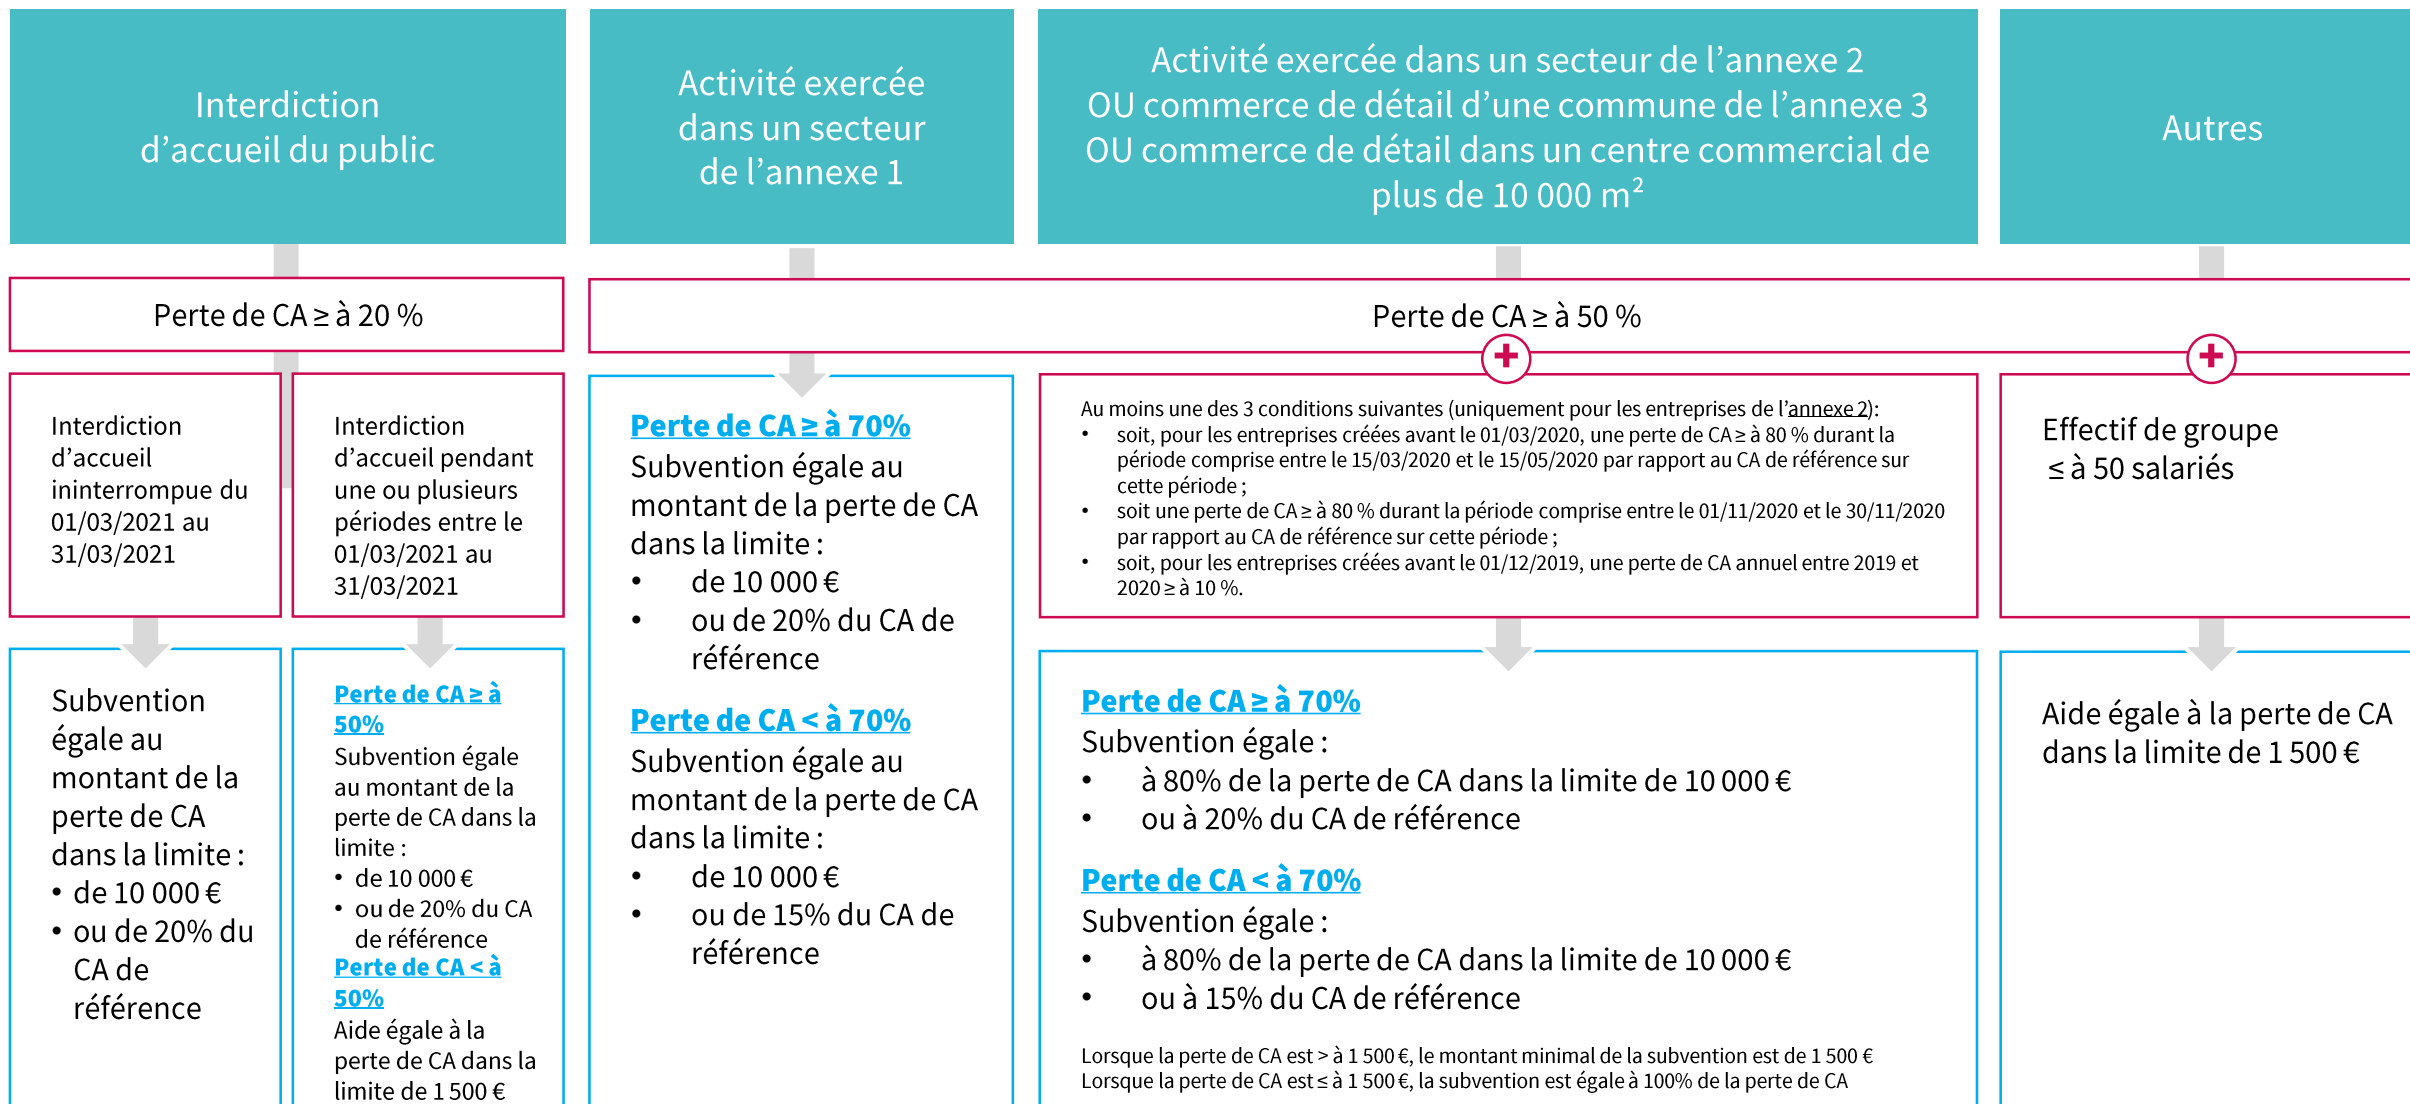 Interdiction
d’accueil du public
Activité exercée
dans un secteur
de l’annexe 1
Activité exercée dans un secteur de l’annexe 2
OU commerce de détail d’une commune de l’annexe 3
OU commerce de détail dans un centre commercial de
plus de 10 000 m²
Autres
Perte de CA ≥ à 20 %
Perte de CA ≥ à 50 %
Interdiction
d’accueil
ininterrompue du
01/03/2021 au
31/03/2021
Interdiction
d’accueil pendant
une ou plusieurs
périodes entre le
01/03/2021 au
31/03/2021
Subvention
égale au
montant de la
perte de CA
dans la limite :
• de 10 000 €
• ou de 20% du
CA de
référence
Perte de CA ≥ à
50%
Subvention égale
au montant de la
perte de CA dans la
limite :
• de 10 000 €
• ou de 20% du CA
de référence
Perte de CA < à
50%
Aide égale à la
perte de CA dans la
limite de 1 500 €
Perte de CA ≥ à 70%
Subvention égale au
montant de la perte de CA
dans la limite :
• de 10 000 €
• ou de 20% du CA de
référence
Perte de CA < à 70%
Subvention égale au
montant de la perte de CA
dans la limite :
• de 10 000 €
• ou de 15% du CA de
référence
+
Au moins une des 3 conditions suivantes (uniquement pour les entreprises de l’annexe 2):
• soit, pour les entreprises créées avant le 01/03/2020, une perte de CA ≥ à 80 % durant la
période comprise entre le 15/03/2020 et le 15/05/2020 par rapport au CA de référence sur
cette période ;
• soit une perte de CA ≥ à 80 % durant la période comprise entre le 01/11/2020 et le 30/11/2020
par rapport au CA de référence sur cette période ;
• soit, pour les entreprises créées avant le 01/12/2019, une perte de CA annuel entre 2019 et
2020 ≥ à 10 %.
Perte de CA ≥ à 70%
Subvention égale :
• à 80% de la perte de CA dans la limite de 10 000 €
• ou à 20% du CA de référence
Perte de CA < à 70%
Subvention égale :
• à 80% de la perte de CA dans la limite de 10 000 €
• ou à 15% du CA de référence
Lorsque la perte de CA est > à 1 500 €, le montant minimal de la subvention est de 1 500 €
Lorsque la perte de CA est ≤ à 1 500 €, la subvention est égale à 100% de la perte de CA
+
Effectif de groupe
≤ à 50 salariés
Aide égale à la perte de CA
dans la limite de 1 500 €